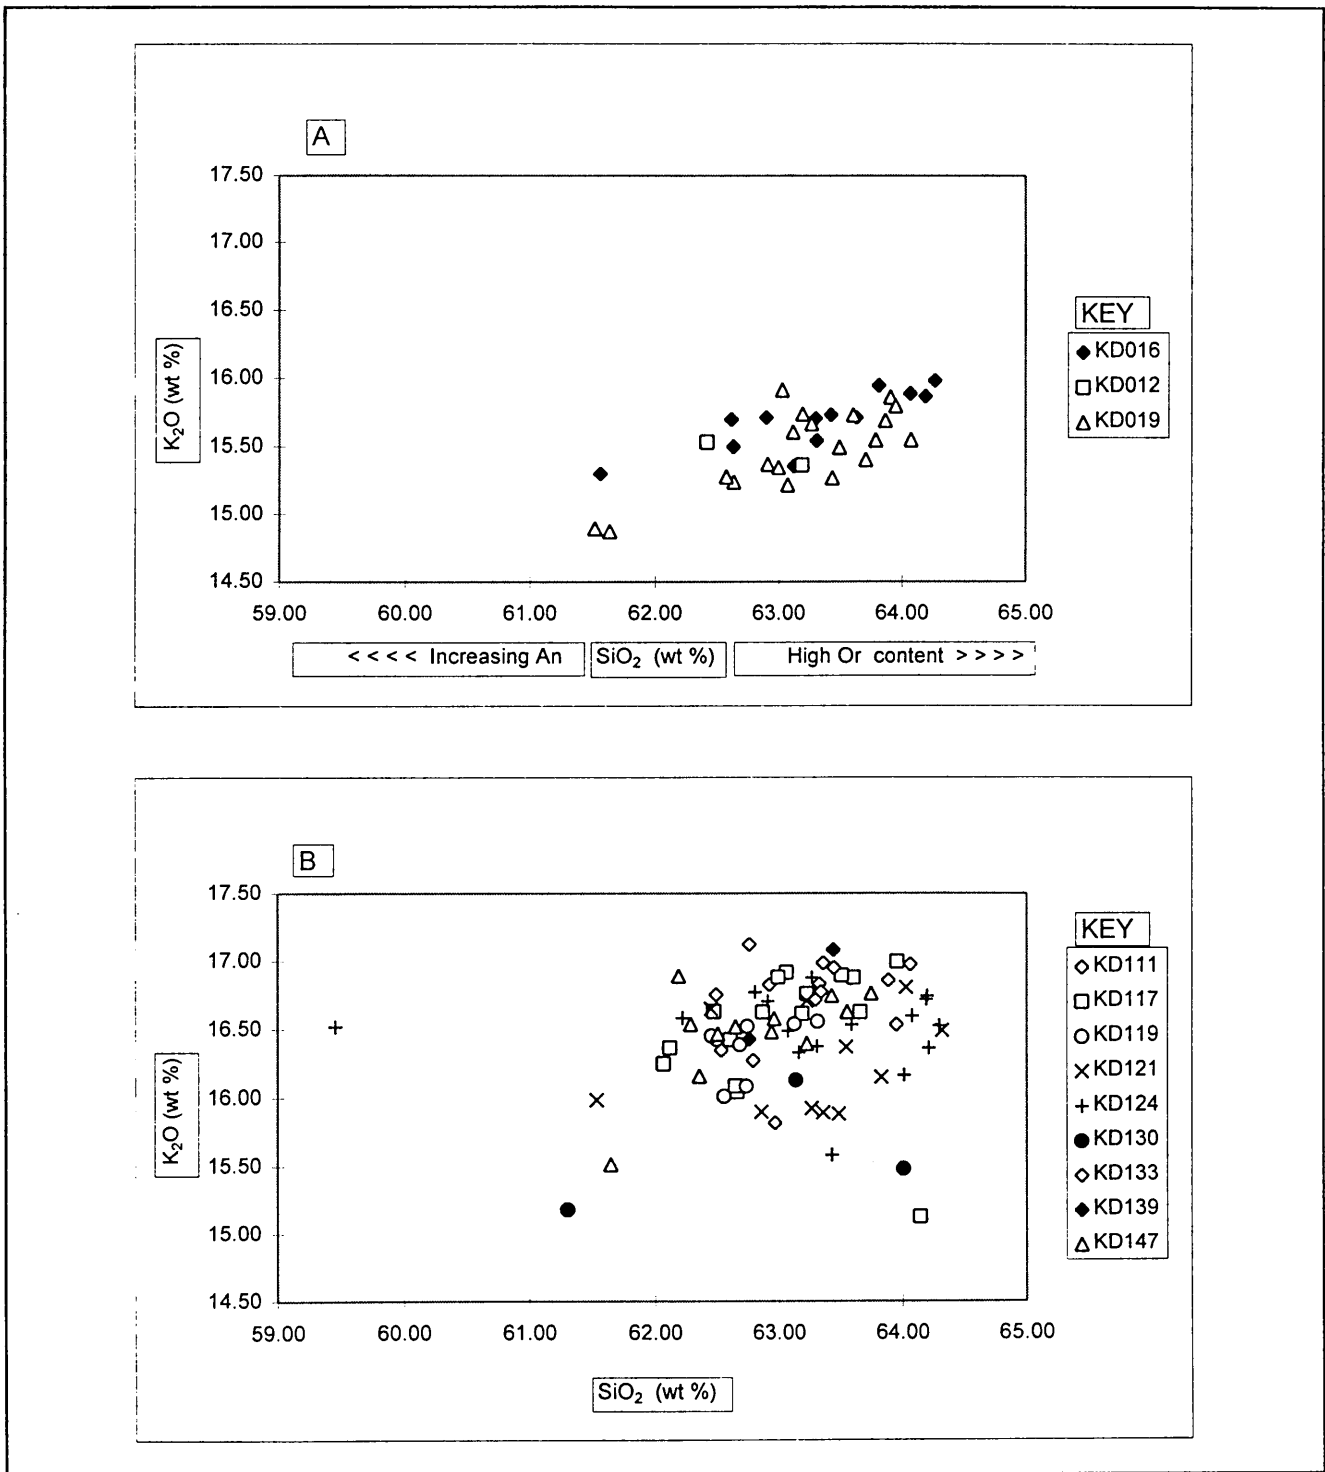 A
17.50
17.00
16.50
16.00
15.50
15.00
14.50
K₂O (wt %)
59.00 60.00 61.00 62.00 63.00 64.00 65.00
< < < < Increasing An
SiO₂ (wt %)
High Or content > > > >
KEY
KD016
KD012
KD019
B
17.50
17.00
16.50
16.00
15.50
15.00
14.50
K₂O (wt %)
59.00 60.00 61.00 62.00 63.00 64.00 65.00
SiO₂ (wt %)
KEY
KD111
KD117
KD119
KD121
KD124
KD130
KD133
KD139
KD147